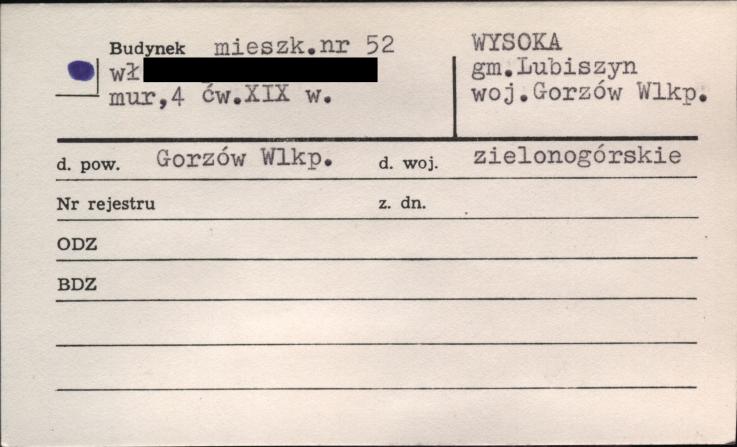 Budynek mieszk.nr 52
wł
mur,4 ćw.XIX w.
WYSOKA
gm.Lubiszyn
woj.Gorzów Wlkp.
d. pow. Gorzów Wlkp. d. woj. zielonogórskie
Nr rejestru z. dn.
ODZ
BDZ